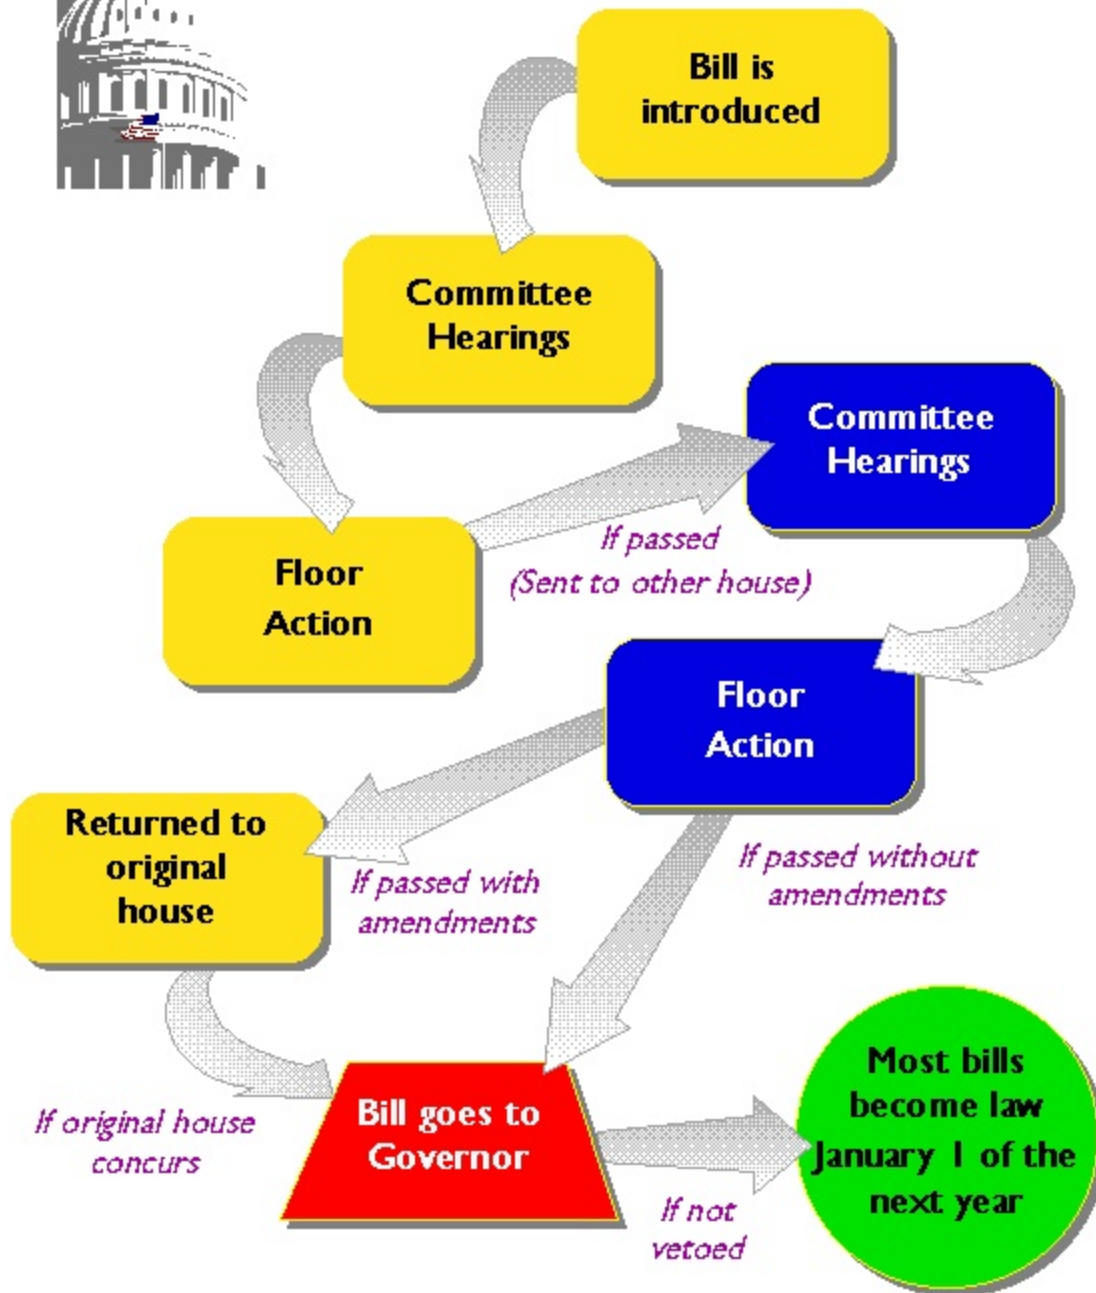 Bill is
introduced
Committee
Hearings
Committee
Hearings
If passed
(Sent to other house)
Floor
Action
Floor
Action
Returned to
original
house
If passed with
amendments
If passed without
amendments
If original house
concurs
Bill goes to
Governor
If not
vetoed
Most bills
become law
January 1 of the
next year